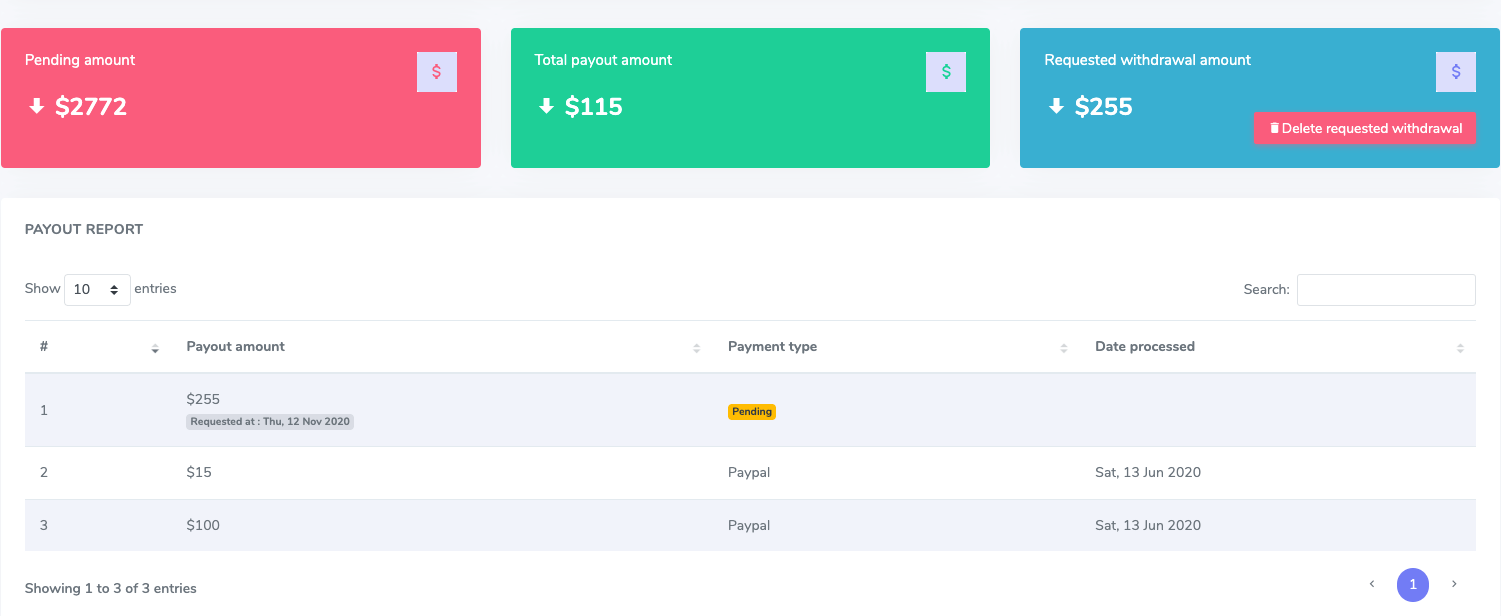 Pending amount
$
$2772
Total payout amount
$
$115
Requested withdrawal amount
$
$255
Delete requested withdrawal
PAYOUT REPORT
Show 10 entries
Search:
# Payout amount Payment type Date processed
1 $255 Pending
Requested at : Thu, 12 Nov 2020
2 $15 Paypal Sat, 13 Jun 2020
3 $100 Paypal Sat, 13 Jun 2020
Showing 1 to 3 of 3 entries
‹ 1 ›